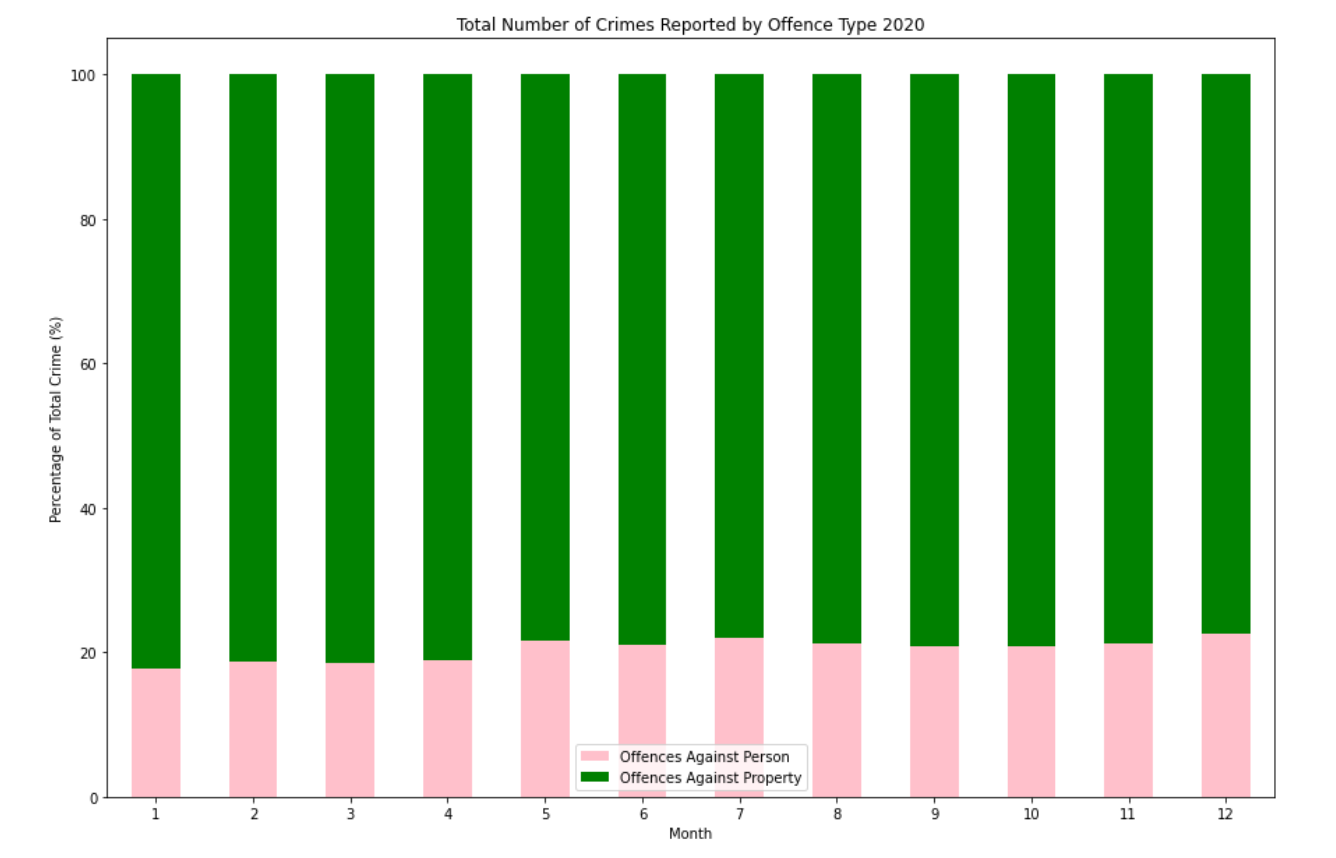 Total Number of Crimes Reported by Offence Type 2020
Percentage of Total Crime (%)
100
80
60
40
20
0
Offences Against Person
Offences Against Property
1 2 3 4 5 6 7 8 9 10 11 12
Month